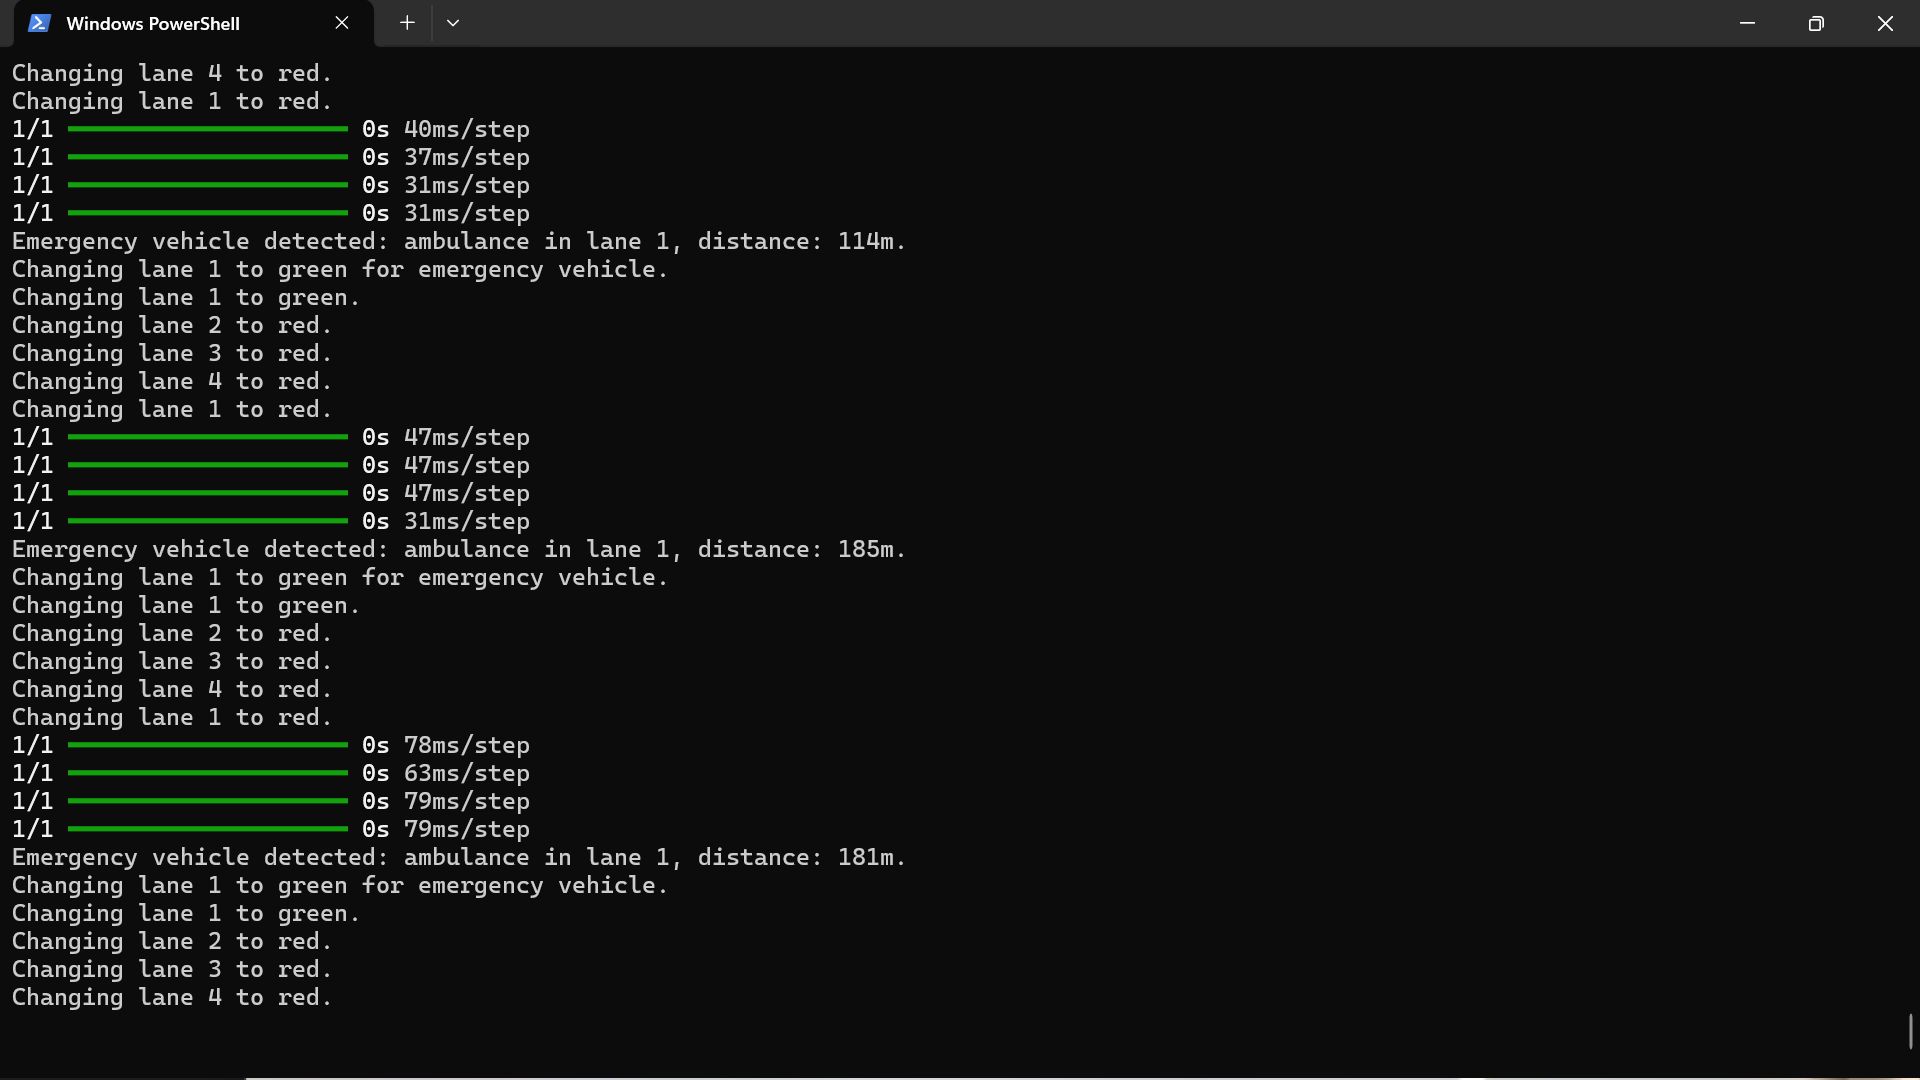 Windows PowerShell
Changing lane 4 to red.
Changing lane 1 to red.
1/1 0s 40ms/step
1/1 0s 37ms/step
1/1 0s 31ms/step
1/1 0s 31ms/step
Emergency vehicle detected: ambulance in lane 1, distance: 114m.
Changing lane 1 to green for emergency vehicle.
Changing lane 1 to green.
Changing lane 2 to red.
Changing lane 3 to red.
Changing lane 4 to red.
Changing lane 1 to red.
1/1 0s 47ms/step
1/1 0s 47ms/step
1/1 0s 47ms/step
1/1 0s 31ms/step
Emergency vehicle detected: ambulance in lane 1, distance: 185m.
Changing lane 1 to green for emergency vehicle.
Changing lane 1 to green.
Changing lane 2 to red.
Changing lane 3 to red.
Changing lane 4 to red.
Changing lane 1 to red.
1/1 0s 78ms/step
1/1 0s 63ms/step
1/1 0s 79ms/step
1/1 0s 79ms/step
Emergency vehicle detected: ambulance in lane 1, distance: 181m.
Changing lane 1 to green for emergency vehicle.
Changing lane 1 to green.
Changing lane 2 to red.
Changing lane 3 to red.
Changing lane 4 to red.